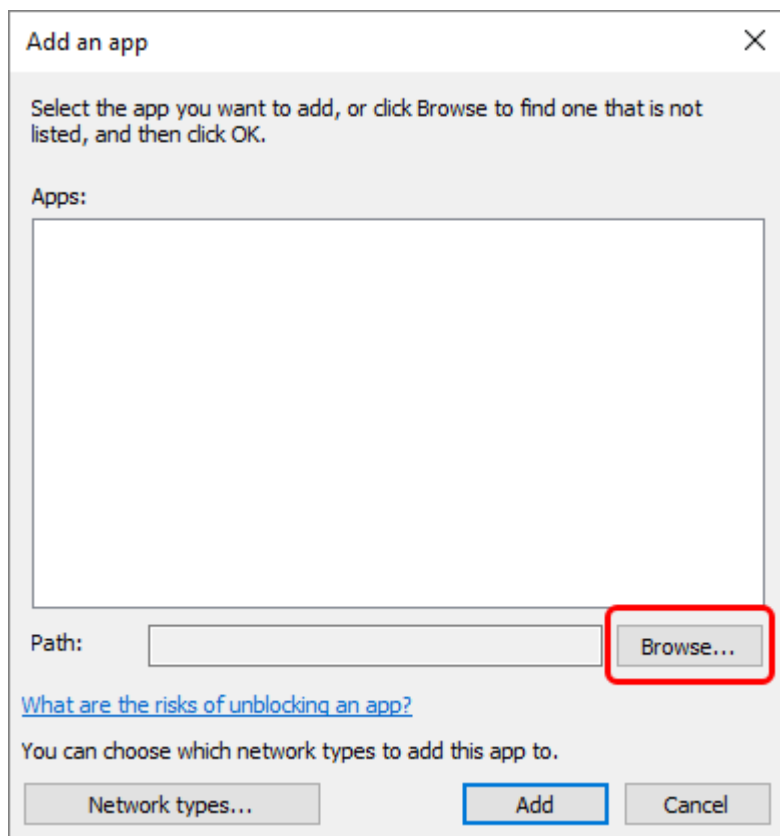 Add an app
Select the app you want to add, or click Browse to find one that is not
listed, and then click OK.
Apps:
Path:
Browse...
What are the risks of unblocking an app?
You can choose which network types to add this app to.
Network types...
Add
Cancel